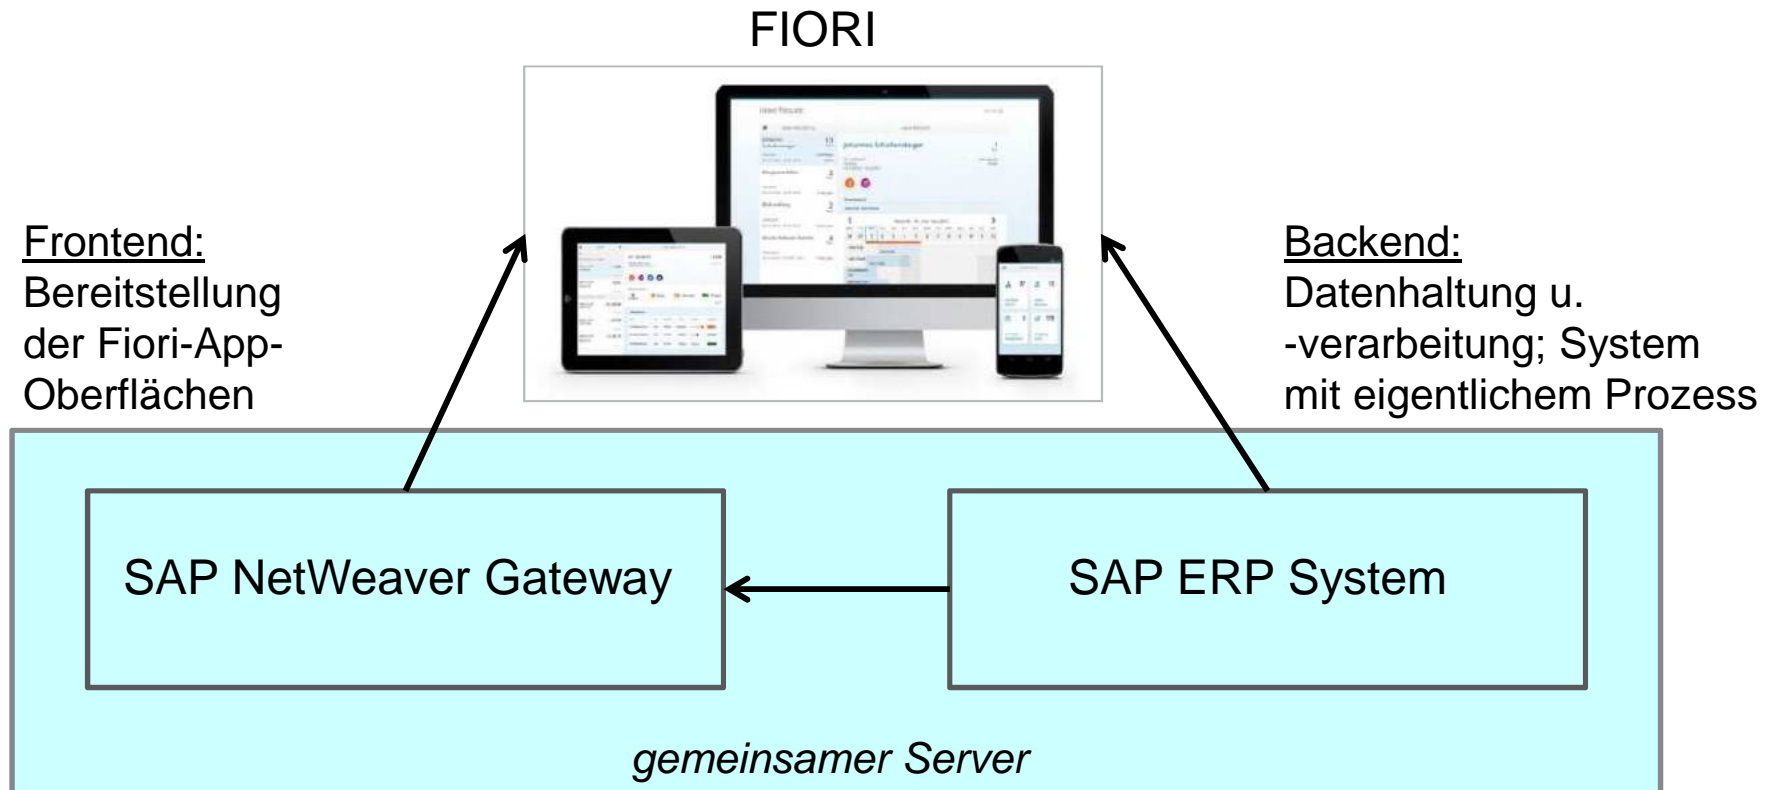 FIORI
Frontend:
Bereitstellung
der Fiori-App-
Oberflächen
Backend:
Datenhaltung u.
-verarbeitung; System
mit eigentlichem Prozess
SAP NetWeaver Gateway
SAP ERP System
gemeinsamer Server